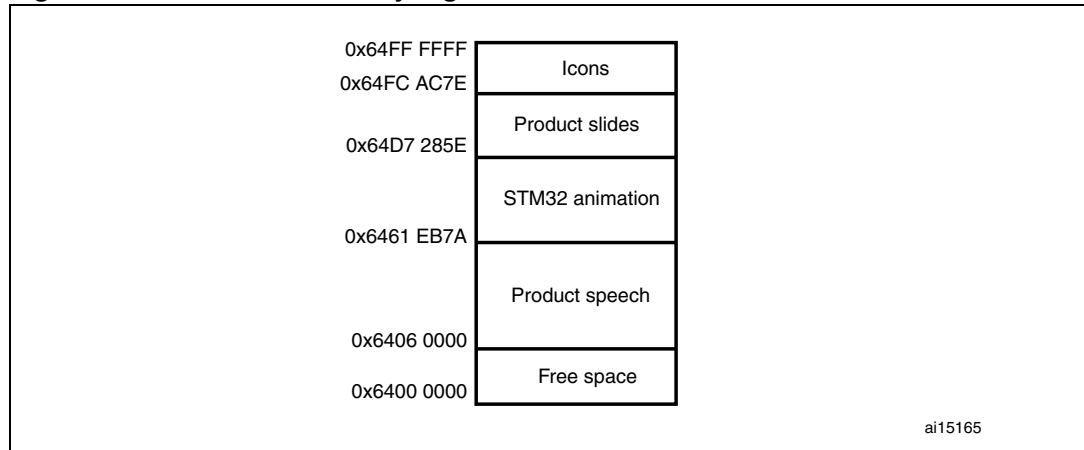 0x64FF FFFF
Icons
0x64FC AC7E
Product slides
0x64D7 285E
STM32 animation
0x6461 EB7A
Product speech
0x6406 0000
Free space
0x6400 0000
ai15165